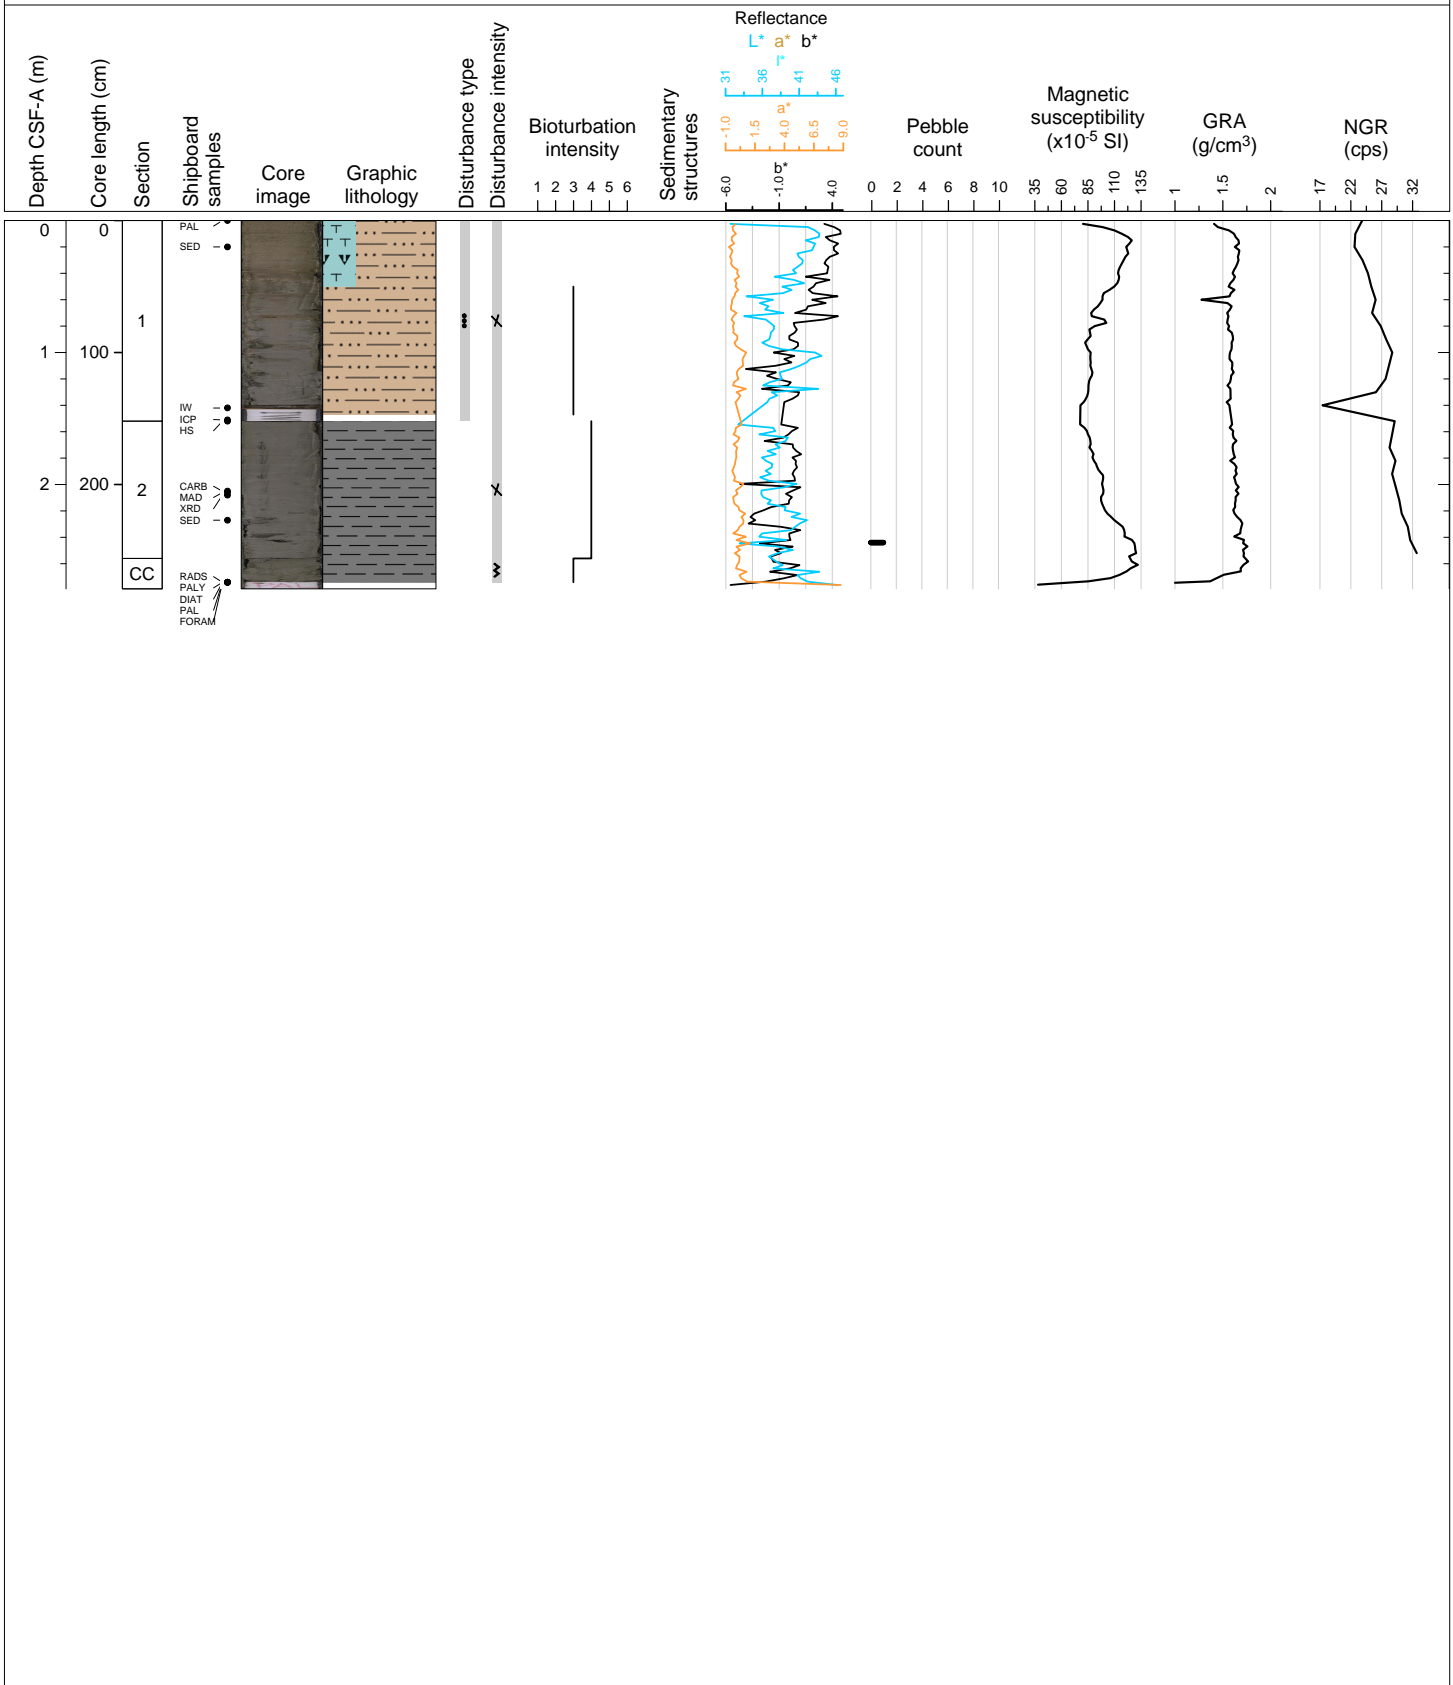 Depth CSF-A (m)
Core length (cm)
Section
Shipboard
samples
Core
image
Graphic
lithology
Disturbance type
Disturbance intensity
Bioturbation
intensity
1 2 3 4 5 6
Sedimentary
structures
Reflectance
L* a* b*
l*
31 36 41 46
a*
-1.0 1.5 4.0 6.5 9.0
b*
-6.0 -1.0 4.0
Pebble
count
0 2 4 6 8 10
Magnetic
susceptibility
(x10-5 SI)
35 60 85 110 135
GRA
(g/cm3)
1 1.5 2
NGR
(cps)
17 22 27 32
0 0
PAL
SED
1
1 100
IW
ICP
HS
2 200
2
CARB
MAD
XRD
SED
CC
RADS
PALY
DIAT
PAL
FORAM